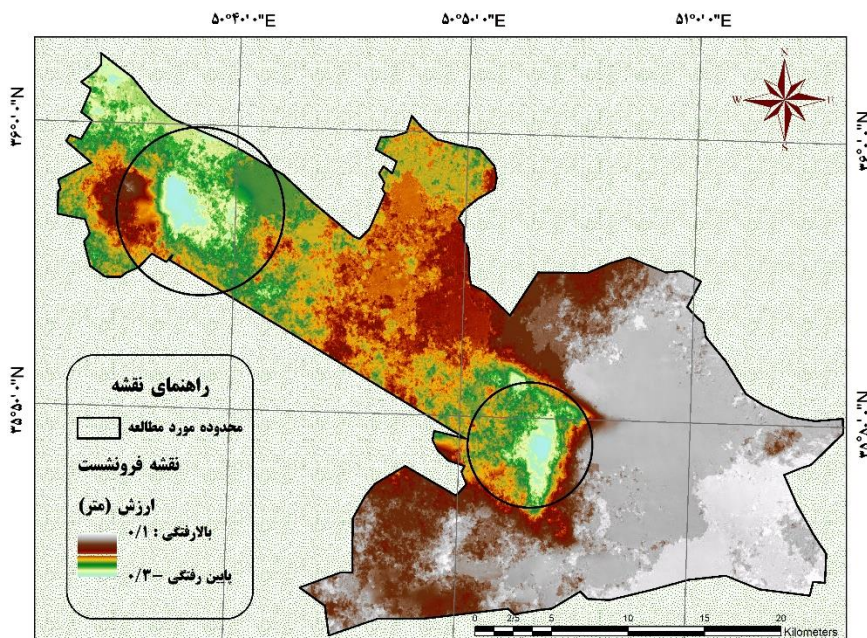 ۵۰°۴۰'۰"E ۵۰°۵۰'۰"E ۵۱°۰'۰"E
N
W E
S
۳۶°۰'۰"N
۳۶°۰'۰"N
۳۵°۵۰'۰"N
۳۵°۵۰'۰"N
راهنمای نقشه
محدوده مورد مطالعه
نقشه فرونشست
ارزش (متر)
بالارفتگی : ۰/۱
پایین رفتگی -۰/۳
0 2.5 5 10 15 20
Kilometers